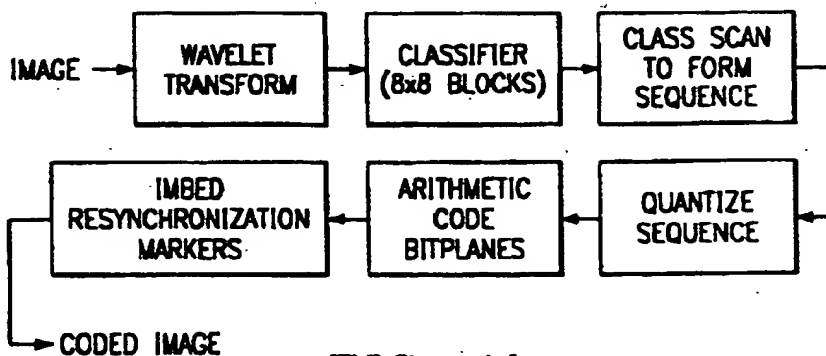 IMAGE
WAVELET
TRANSFORM
CLASSIFIER
(8x8 BLOCKS)
CLASS SCAN
TO FORM
SEQUENCE
QUANTIZE
SEQUENCE
ARITHMETIC
CODE
BITPLANES
IMBED
RESYNCHRONIZATION
MARKERS
CODED IMAGE